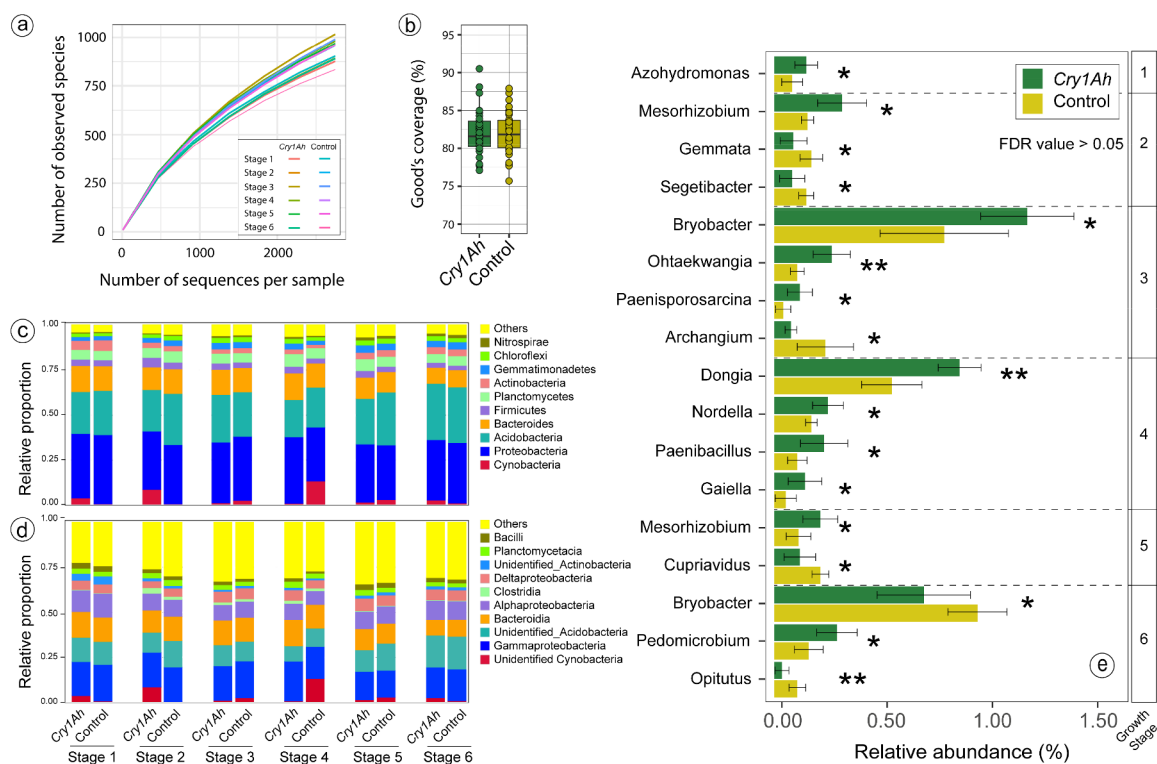 a
Number of observed species
1000
750
500
250
0
0
1000
2000
Number of sequences per sample
Cry1Ah
Control
Stage 1
Stage 2
Stage 3
Stage 4
Stage 5
Stage 6
b
Good's coverage (%)
95
90
85
80
75
70
Cry1Ah
Control
c
Relative proportion
1.00
0.75
0.50
0.25
0.00
Others
Nitrospirae
Chloroflexi
Gemmatimonadetes
Actinobacteria
Planctomycetes
Firmicutes
Bacteroides
Acidobacteria
Proteobacteria
Cynobacteria
d
Relative proportion
1.00
0.75
0.50
0.25
0.00
Others
Bacilli
Planctomycetacia
Unidentified_Actinobacteria
Deltaproteobacteria
Clostridia
Alphaproteobacteria
Bacteroidia
Unidentified_Acidobacteria
Gammaproteobacteria
Unidentified Cynobacteria
Cry1Ah
Control
Cry1Ah
Control
Cry1Ah
Control
Cry1Ah
Control
Cry1Ah
Control
Cry1Ah
Control
Stage 1
Stage 2
Stage 3
Stage 4
Stage 5
Stage 6
Cry1Ah
Control
FDR value > 0.05
Azohydromonas *
1
Mesorhizobium *
Gemmata *
Segetibacter *
2
Bryobacter *
Ohtaekwangia **
Paenisporosarcina *
Archangium *
3
Dongia **
Nordella *
Paenibacillus *
Gaiella *
4
Mesorhizobium *
Cupriavidus *
5
Bryobacter *
Pedomicrobium *
Opitutus **
6
e
0.00
0.50
1.00
1.50
Relative abundance (%)
Growth
Stage